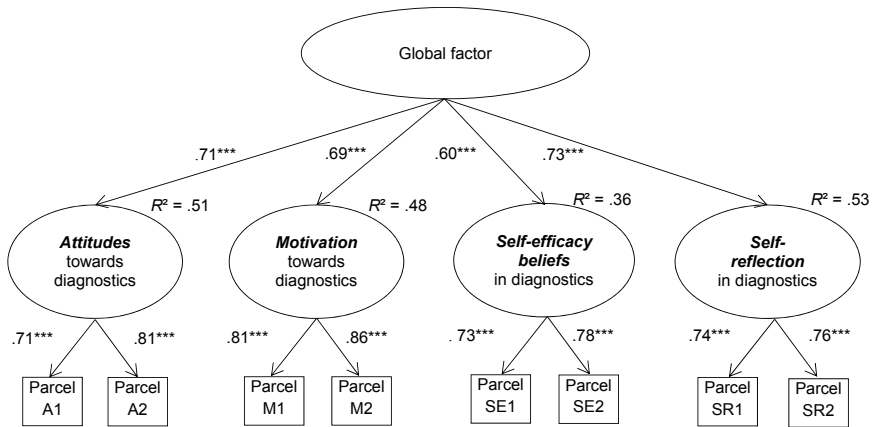 Global factor
.71***
.69***
.60***
.73***
R² = .51
R² = .48
R² = .36
R² = .53
Attitudes
towards
diagnostics
Motivation
towards
diagnostics
Self-efficacy
beliefs
in diagnostics
Self-
reflection
in diagnostics
.71***
.81***
.81***
.86***
. 73***
.78***
.74***
.76***
Parcel
A1
Parcel
A2
Parcel
M1
Parcel
M2
Parcel
SE1
Parcel
SE2
Parcel
SR1
Parcel
SR2